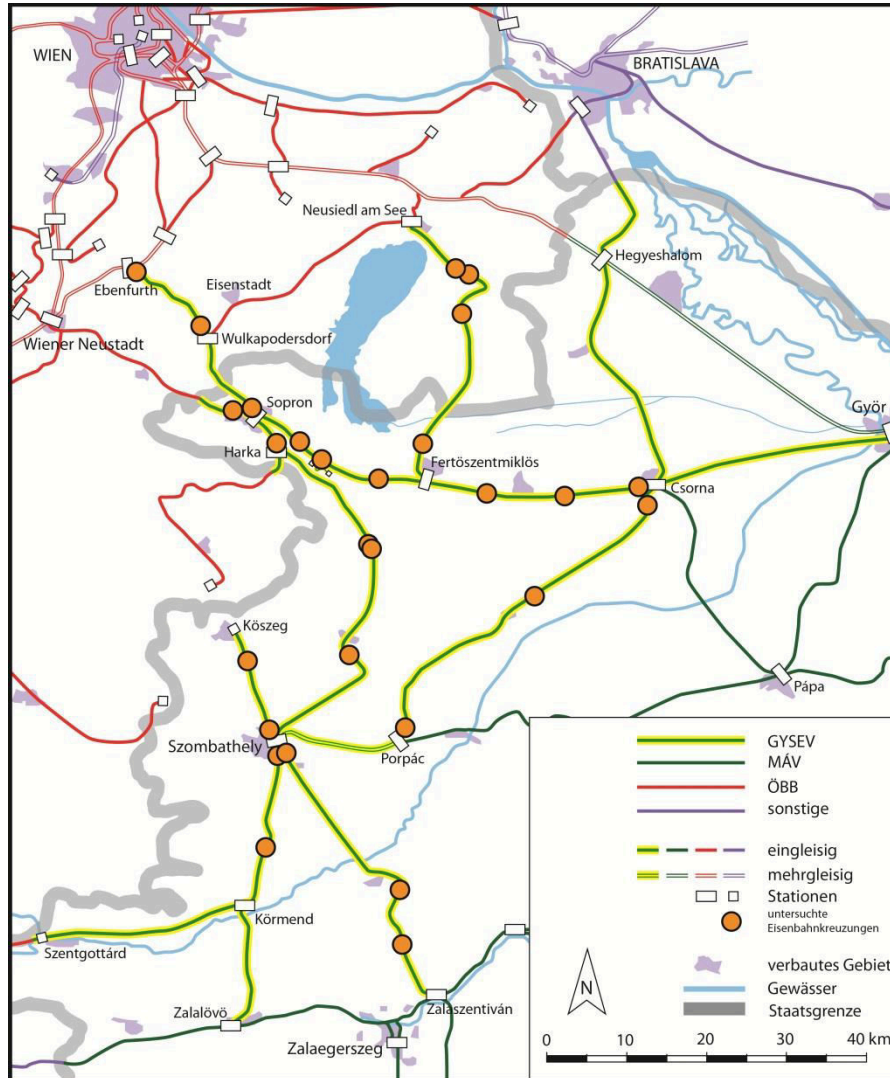 WIEN
BRATISLAVA
Neusiedl am See
Hegyeshalom
Ebenfurth
Eisenstadt
Wiener Neustadt
Wulkapodersdorf
Sopron
Györ
Harka
Fertöszentmiklós
Csorna
Köszeg
Pápa
Szombathely
Porpác
Körmend
Szentgottárd
Zalalövö
Zalaszentiván
Zalaegerszeg
GYSEV
MÁV
ÖBB
sonstige
eingleisig
mehrgleisig
Stationen
untersuchte
Eisenbahnkreuzungen
verbautes Gebiet
Gewässer
Staatsgrenze
N
0 10 20 30 40 km